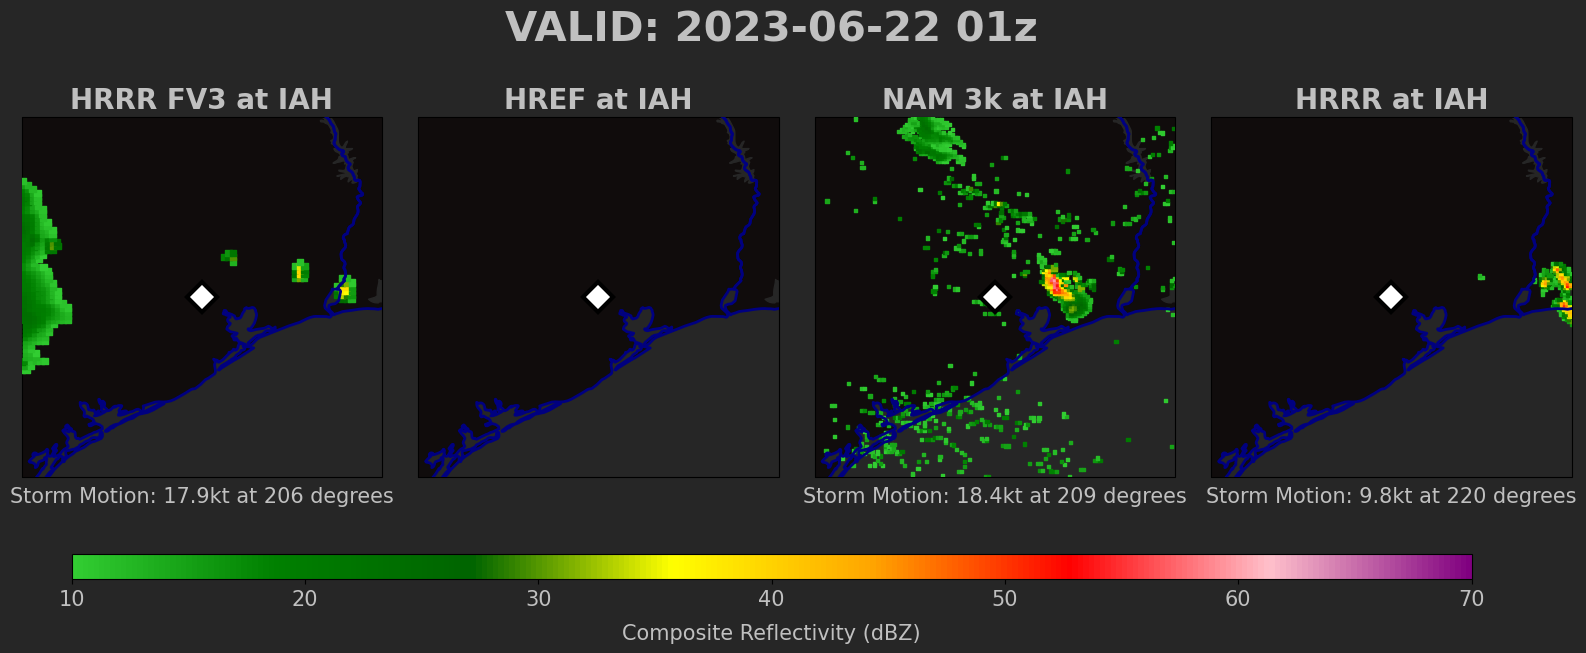 VALID: 2023-06-22 01z
HRRR FV3 at IAH
HREF at IAH
NAM 3k at IAH
HRRR at IAH
Storm Motion: 17.9kt at 206 degrees
Storm Motion: 18.4kt at 209 degrees
Storm Motion: 9.8kt at 220 degrees
10 20 30 40 50 60 70
Composite Reflectivity (dBZ)